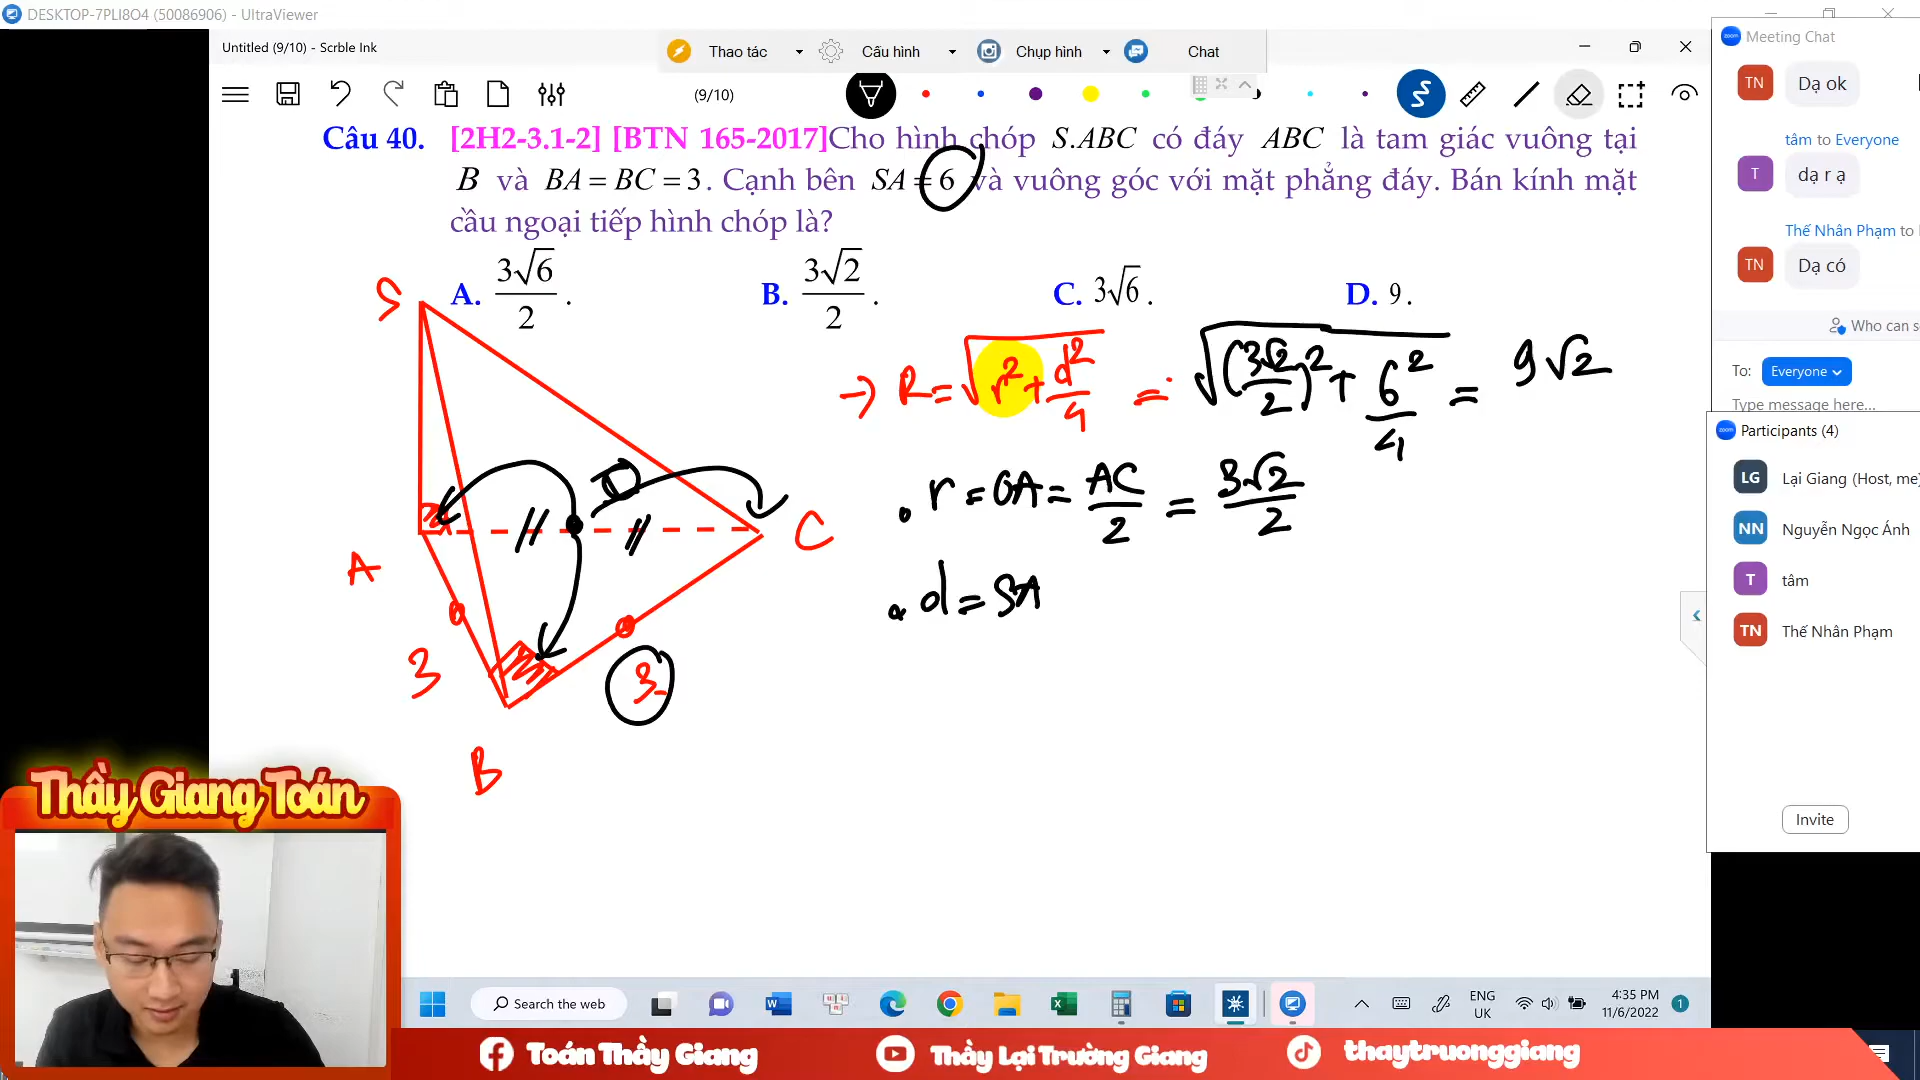 DESKTOP-7PLI8O4 (50086906) - UltraViewer
Untitled (9/10) - Scrble Ink
Thao tác
Cấu hình
Chụp hình
Chat
(9/10)
Câu 40. [2H2-3.1-2] [BTN 165-2017]Cho hình chóp S.ABC có đáy ABC là tam giác vuông tại
B và BA = BC = 3. Cạnh bên SA = 6 và vuông góc với mặt phẳng đáy. Bán kính mặt
cầu ngoại tiếp hình chóp là?
A. 3√6/2.
B. 3√2/2.
C. 3√6.
D. 9.
S
→ R = √(r² + d²/4) = √((3√2/2)² + 6²/4) = 9√2
. r = OA = AC/2 = 3√2/2
. d = SA
A
C
3
3
B
Meeting Chat
TN
Dạ ok
tâm to Everyone
T
dạ r ạ
Thế Nhân Phạm to
TN
Dạ có
Who can s
To: Everyone
Type message here...
Participants (4)
LG Lại Giang (Host, me)
NN Nguyễn Ngọc Ánh
T tâm
TN Thế Nhân Phạm
Invite
Thầy Giang Toán
Search the web
ENG
UK
4:35 PM
11/6/2022
1
Toán Thầy Giang
Thầy Lại Trường Giang
thaytruonggiang